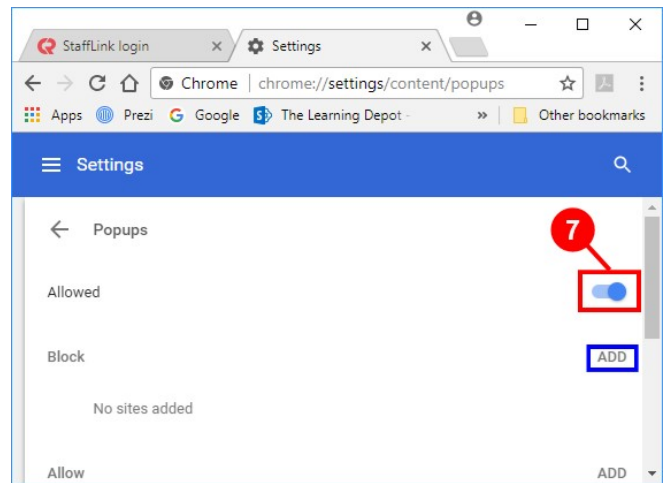 StaffLink login
Settings
Chrome | chrome://settings/content/popups
Apps Prezi G Google S The Learning Depot - » Other bookmarks
Settings
Popups
7
Allowed
Block ADD
No sites added
Allow ADD